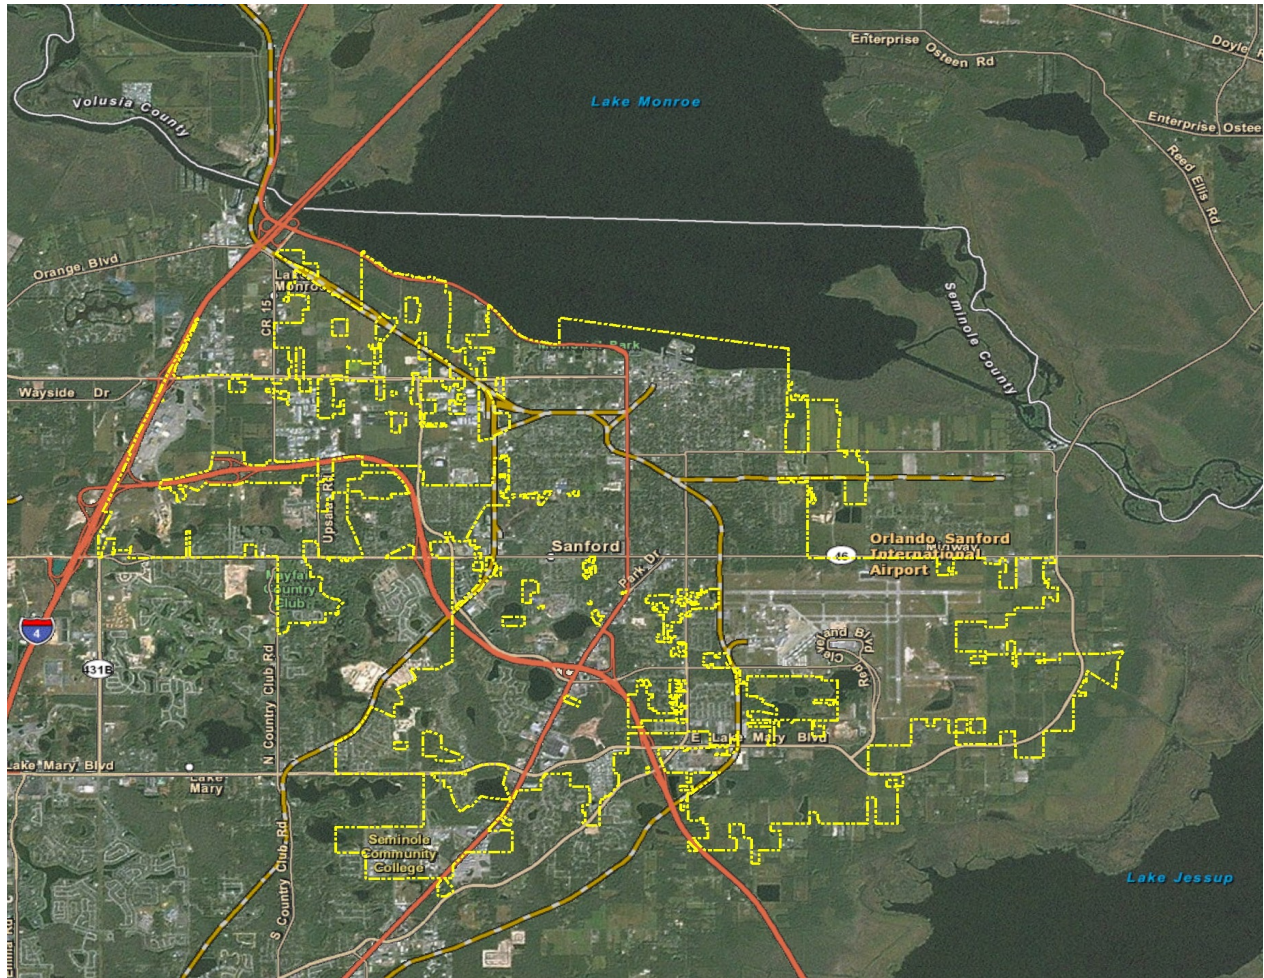 Enterprise Osteen Rd
Doyle R
Lake Monroe
Volusia County
Enterprise Ostee
Reed Ellis Rd
Orange Blvd
Lake
Monroe
CR 15
Seminole County
Park
Wayside Dr
Upsala Rd
Sanford
Orlando Sanford
International
Airport
46
Midway
Park Dr
Mayfair
Country
Club
4
431B
Cleveland Blvd
Red
N Country Club Rd
E Lake Mary Blvd
Lake Mary Blvd
Lake
Mary
Seminole
Community
College
S Country Club Rd
Lake Jessup